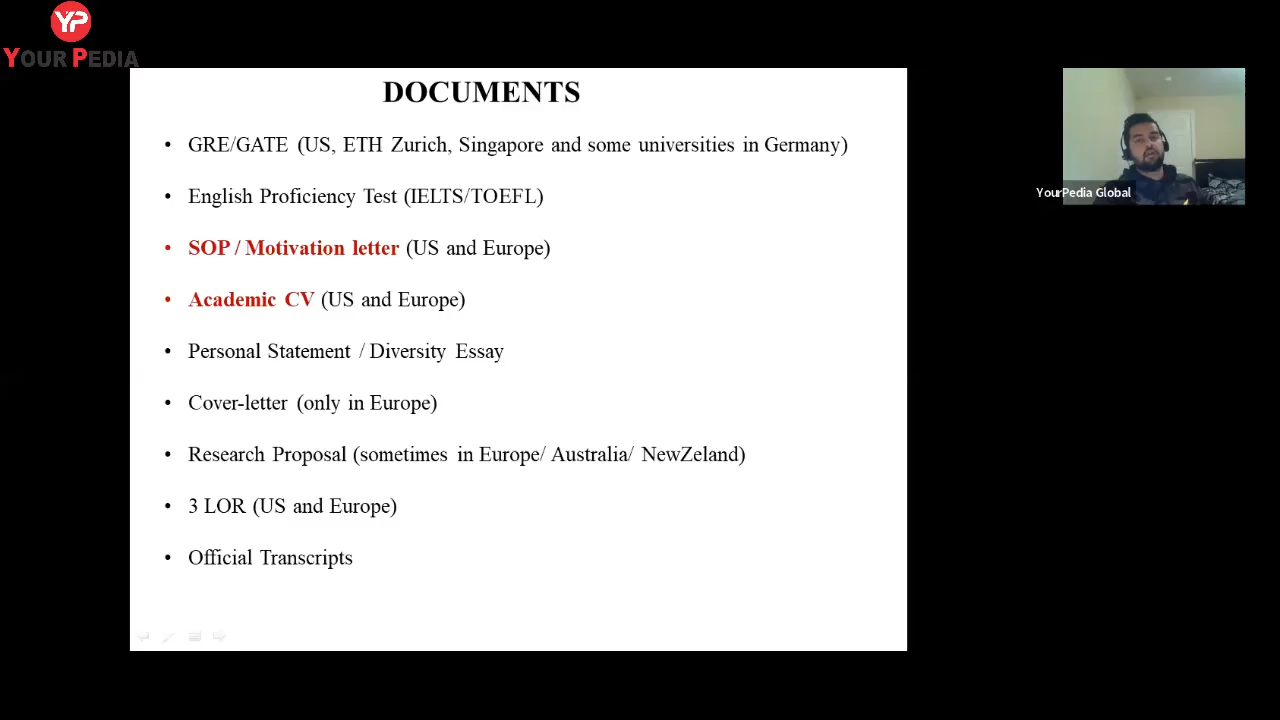 YP
YOUR PEDIA
DOCUMENTS
• GRE/GATE (US, ETH Zurich, Singapore and some universities in Germany)
• English Proficiency Test (IELTS/TOEFL)
• SOP / Motivation letter (US and Europe)
• Academic CV (US and Europe)
• Personal Statement / Diversity Essay
• Cover-letter (only in Europe)
• Research Proposal (sometimes in Europe/ Australia/ NewZeland)
• 3 LOR (US and Europe)
• Official Transcripts
YourPedia Global